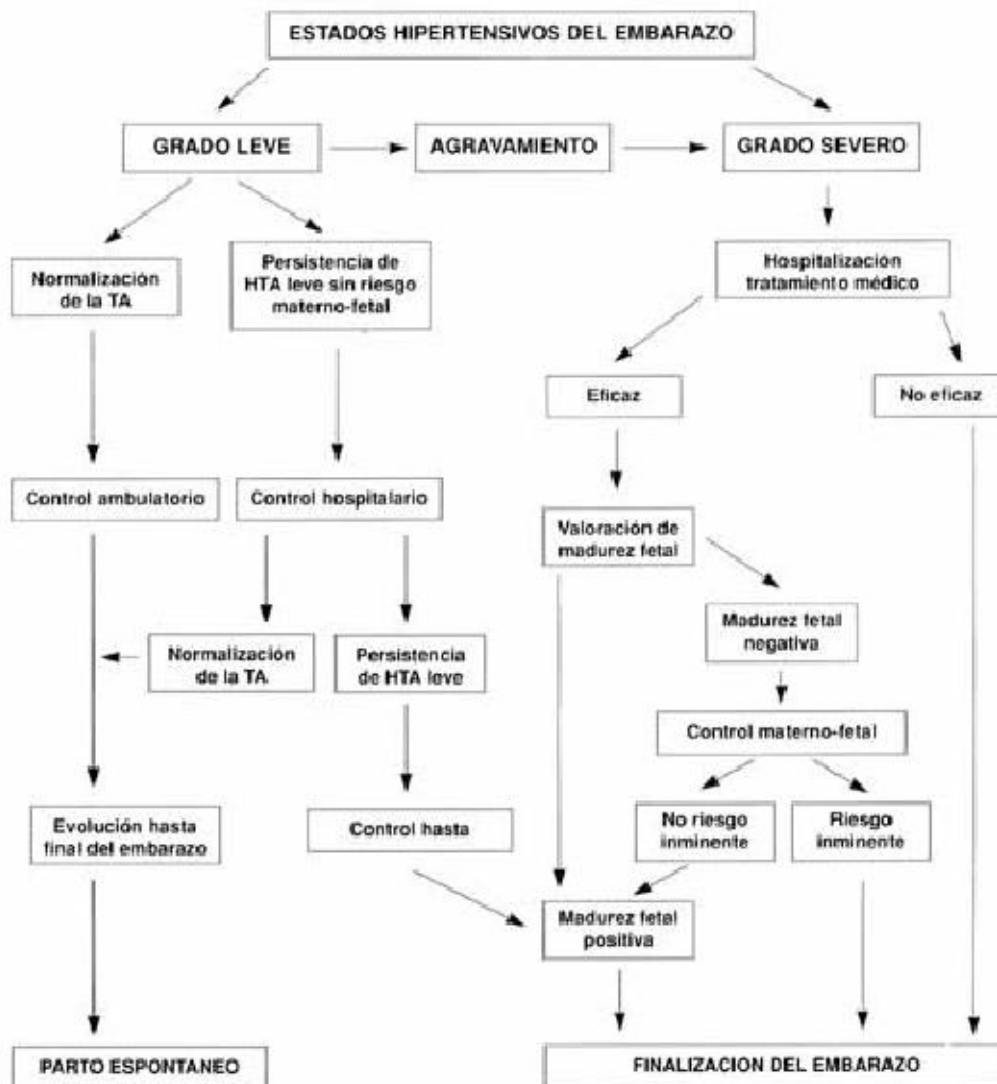 ESTADOS HIPERTENSIVOS DEL EMBARAZO
GRADO LEVE
AGRAVAMIENTO
GRADO SEVERO
Normalización
de la TA
Persistencia de
HTA leve sin riesgo
materno-fetal
Hospitalización
tratamiento médico
Eficaz
No eficaz
Control ambulatorio
Control hospitalario
Valoración de
madurez fetal
Normalización
de la TA
Persistencia
de HTA leve
Madurez fetal
negativa
Control materno-fetal
Evolución hasta
final del embarazo
Control hasta
No riesgo
inminente
Riesgo
inminente
Madurez fetal
positiva
PARTO ESPONTANEO
FINALIZACION DEL EMBARAZO